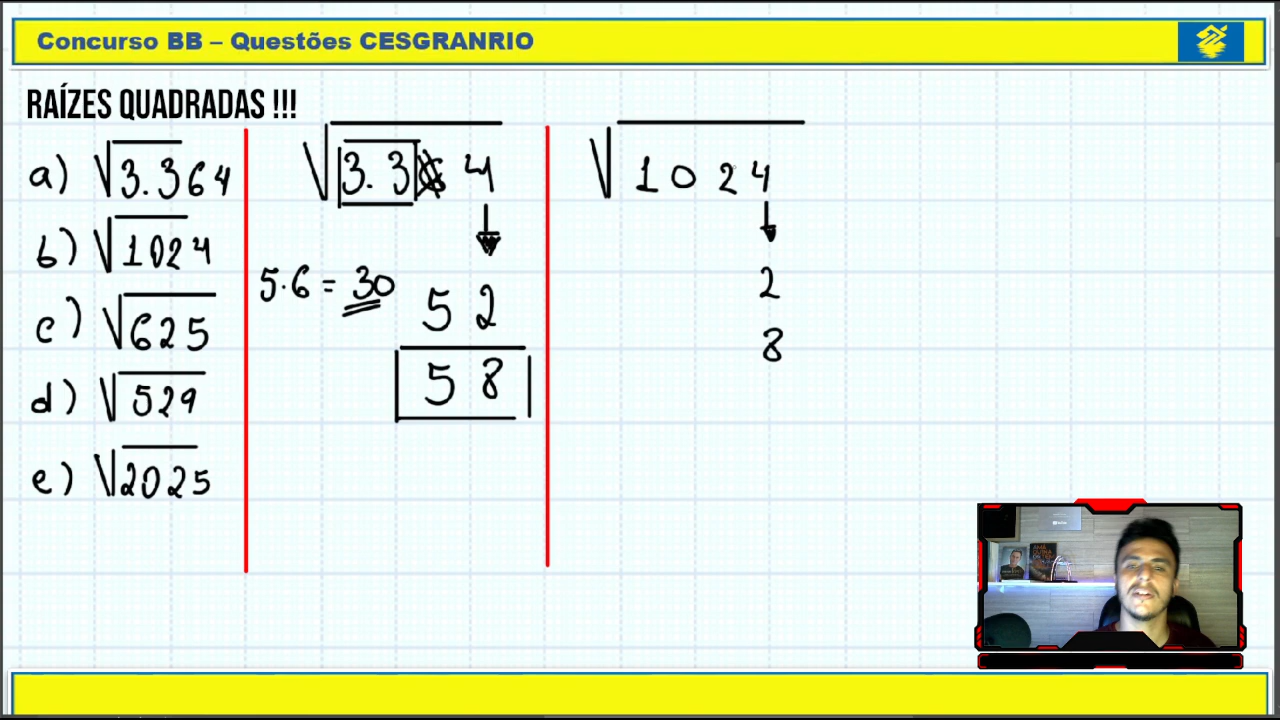 Concurso BB – Questões CESGRANRIO
RAÍZES QUADRADAS !!!
a) √3.364
b) √1024
c) √625
d) √529
e) √2025
√3.364
5·6 = 30
52
58
√1024
2
8